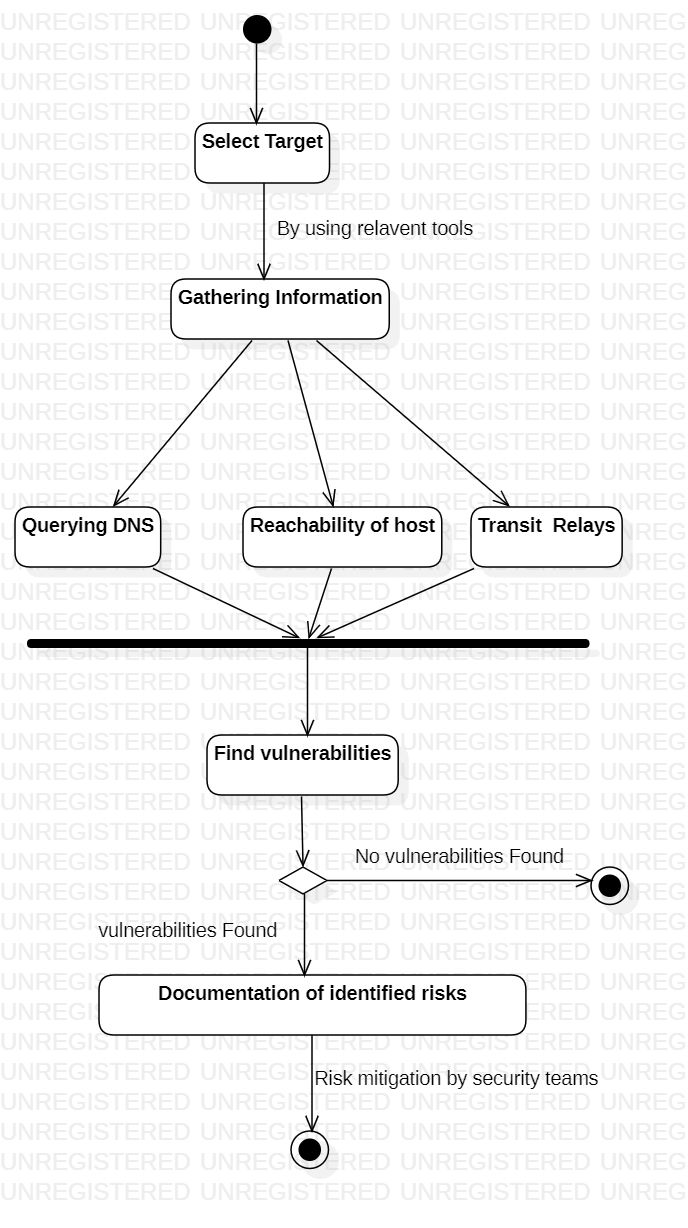 Select Target
By using relavent tools
Gathering Information
Querying DNS
Reachability of host
Transit  Relays
Find vulnerabilities
No vulnerabilities Found
vulnerabilities Found
Documentation of identified risks
Risk mitigation by security teams
UNREGISTERED